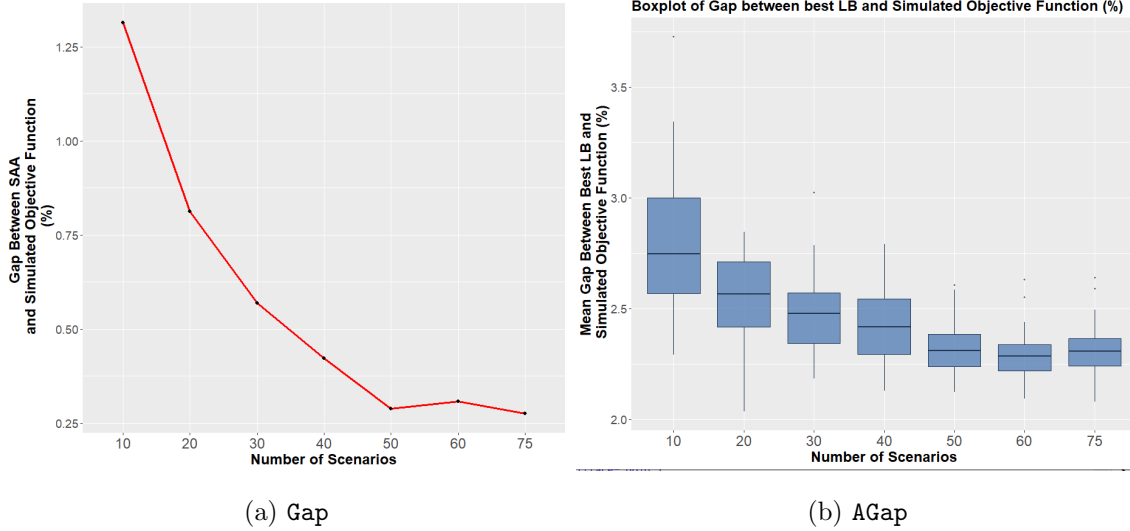 Gap Between SAA
and Simulated Objective Function
(%)
1.25
1.00
0.75
0.50
0.25
10 20 30 40 50 60 75
Number of Scenarios
(a) Gap
Boxplot of Gap between best LB and Simulated Objective Function (%)
Mean Gap Between Best LB and
Simulated Objective Function (%)
3.5
3.0
2.5
2.0
10 20 30 40 50 60 75
Number of Scenarios
(b) AGap